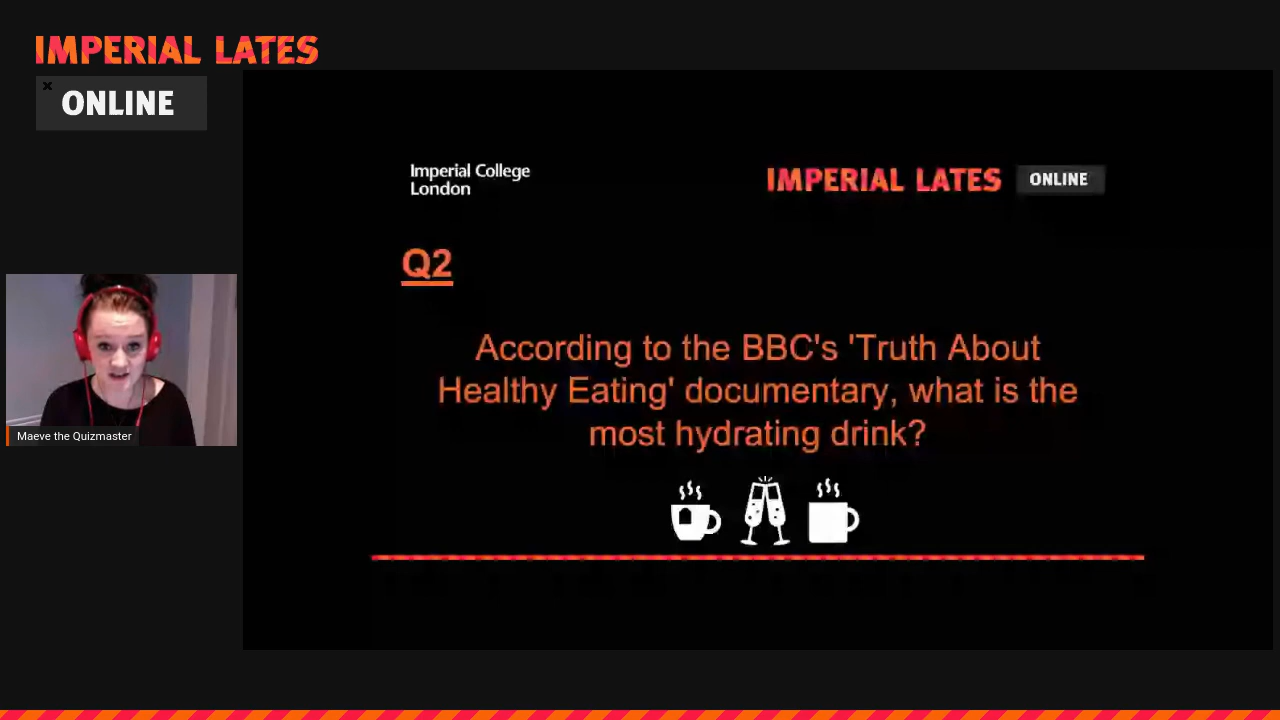 IMPERIAL LATES
ONLINE
Imperial College
London
IMPERIAL LATES ONLINE
Q2
According to the BBC's 'Truth About
Healthy Eating' documentary, what is the
most hydrating drink?
Maeve the Quizmaster